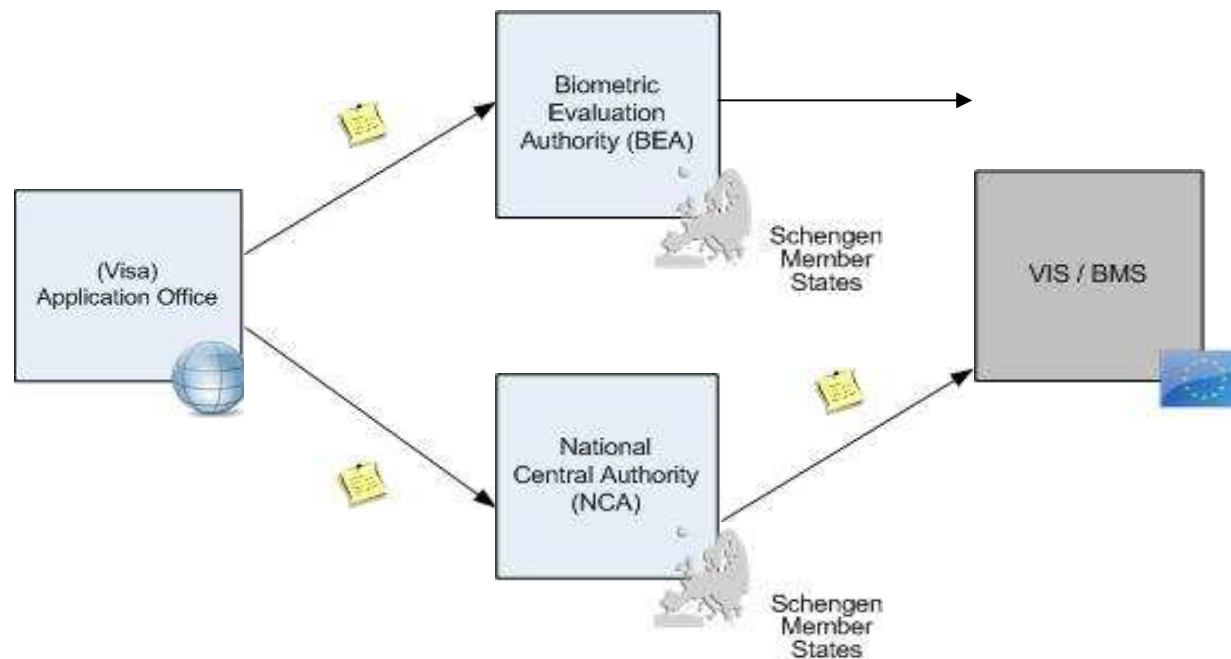 Biometric
Evaluation
Authority (BEA)
Schengen
Member
States
(Visa)
Application Office
VIS / BMS
National
Central Authority
(NCA)
Schengen
Member
States